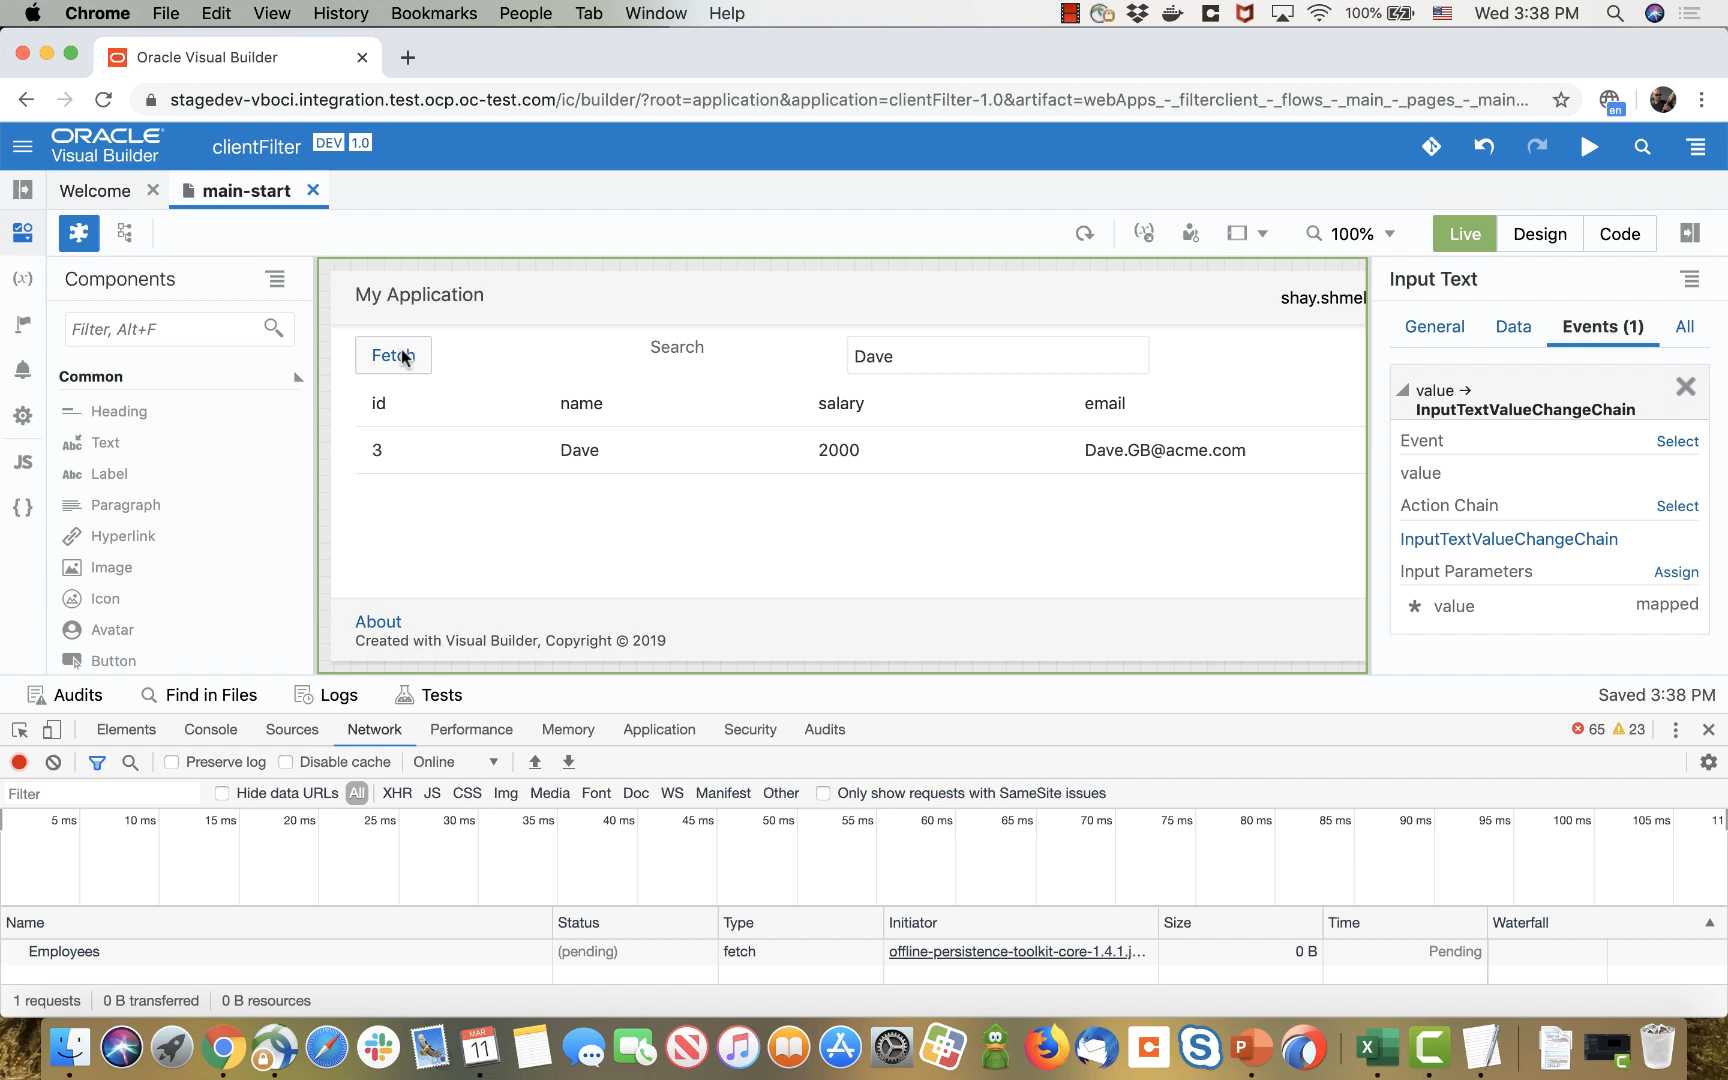 Chrome File Edit View History Bookmarks People Tab Window Help 100% Wed 3:38 PM
Oracle Visual Builder
stagedev-vboci.integration.test.ocp.oc-test.com/ic/builder/?root=application&application=clientFilter-1.0&artifact=webApps_-_filterclient_-_flows_-_main_-_pages_-_main... en
ORACLE
Visual Builder
clientFilter DEV 1.0
Welcome main-start
100% Live Design Code
Components
Filter, Alt+F
Common
Heading
Abc Text
Abc Label
Paragraph
Hyperlink
Image
Icon
Avatar
Button
(x)
JS
{ }
My Application shay.shmel
Fetch Search Dave
id name salary email
3 Dave 2000 Dave.GB@acme.com
About
Created with Visual Builder, Copyright © 2019
Input Text
General Data Events (1) All
value →
InputTextValueChangeChain
Event Select
value
Action Chain Select
InputTextValueChangeChain
Input Parameters Assign
* value mapped
Audits Find in Files Logs Tests Saved 3:38 PM
Elements Console Sources Network Performance Memory Application Security Audits 65 23
Preserve log Disable cache Online
Filter Hide data URLs All XHR JS CSS Img Media Font Doc WS Manifest Other Only show requests with SameSite issues
5 ms 10 ms 15 ms 20 ms 25 ms 30 ms 35 ms 40 ms 45 ms 50 ms 55 ms 60 ms 65 ms 70 ms 75 ms 80 ms 85 ms 90 ms 95 ms 100 ms 105 ms 11
Name Status Type Initiator Size Time Waterfall
Employees (pending) fetch offline-persistence-toolkit-core-1.4.1.j... 0 B Pending
1 requests 0 B transferred 0 B resources
MAR
11